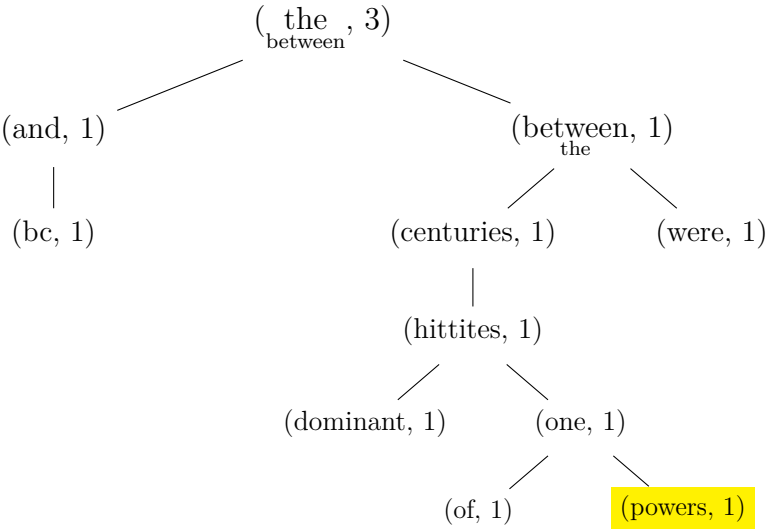 ( the , 3)
between
(and, 1) (between, 1)
the
(bc, 1) (centuries, 1) (were, 1)
(hittites, 1)
(dominant, 1) (one, 1)
(of, 1) (powers, 1)